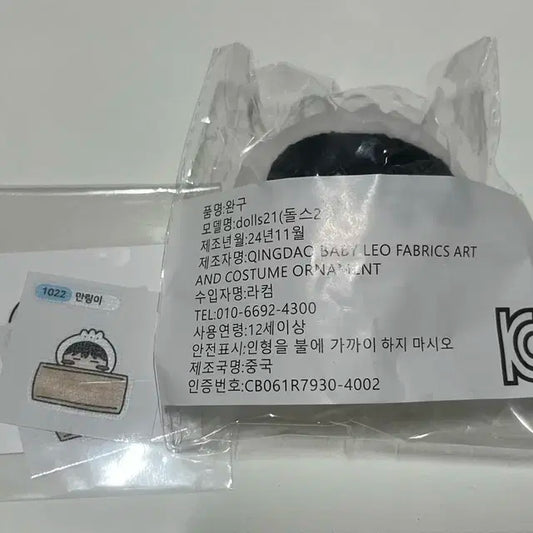 품명:완구
모델명:dolls21(돌스2
제조년월:24년11월
제조자명:QINGDAO BABY LEO FABRICS ART
AND COSTUME ORNAMENT
수입자명:라컴
TEL:010-6692-4300
사용연령:12세이상
안전표시:인형을 불에 가까이 하지 마시오
제조국명:중국
인증번호:CB061R7930-4002
1022 만렁이